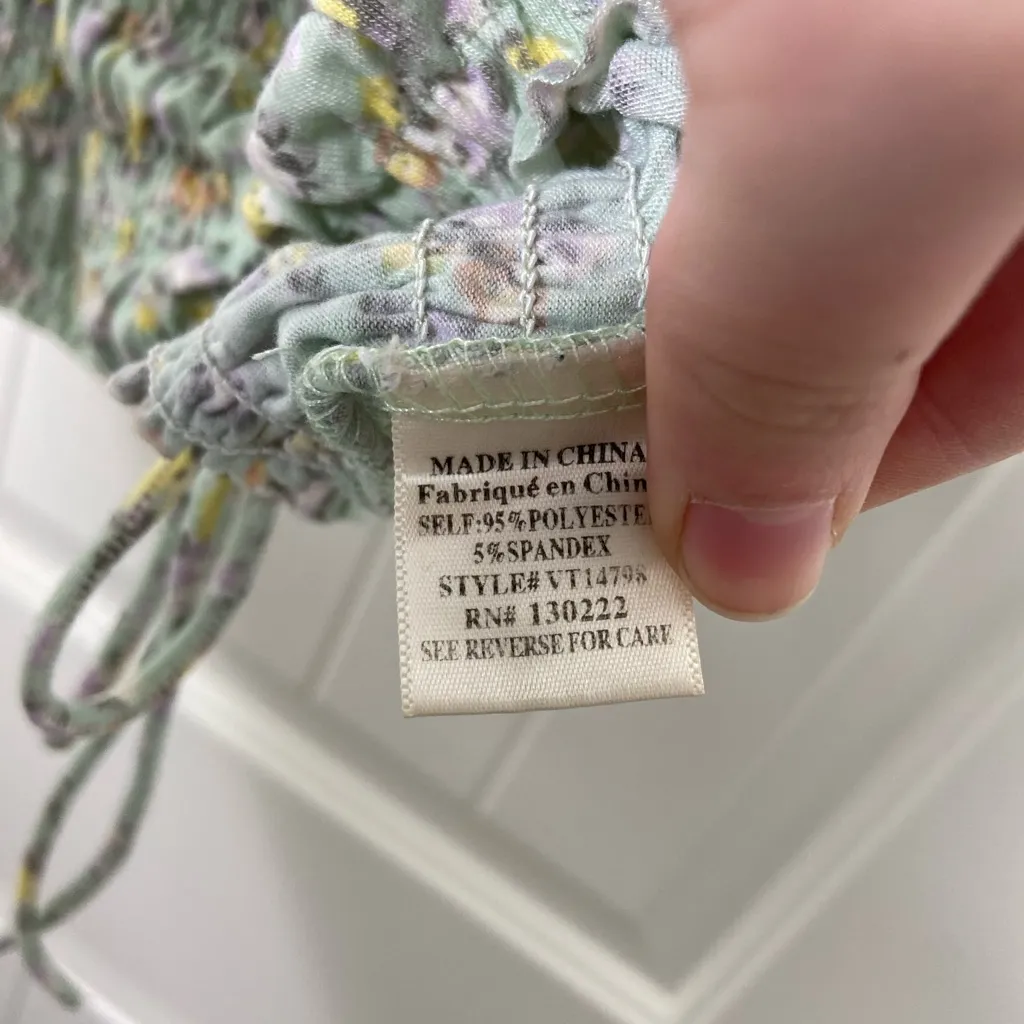 MADE IN CHINA
Fabriqué en Chin
SELF:95%POLYESTE
5%SPANDEX
STYLE# VT14798
RN# 130222
SEE REVERSE FOR CARE